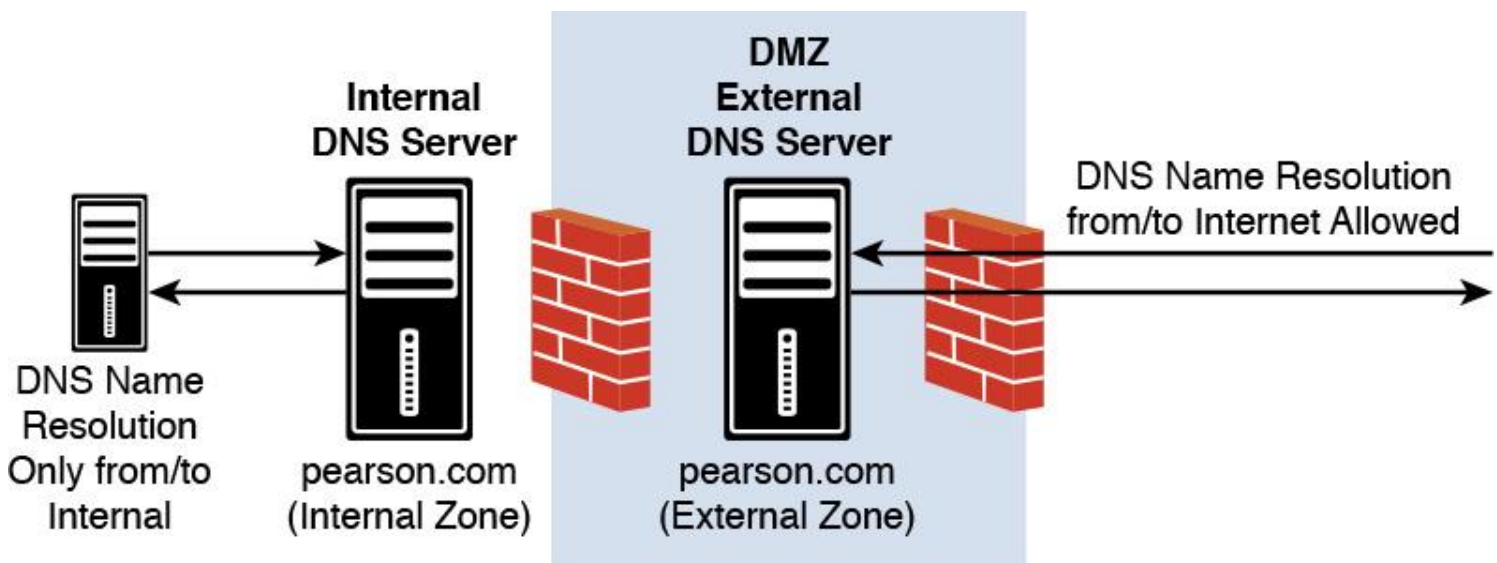 Internal
DNS Server
DMZ
External
DNS Server
DNS Name Resolution
from/to Internet Allowed
DNS Name
Resolution
Only from/to
Internal
pearson.com
(Internal Zone)
pearson.com
(External Zone)